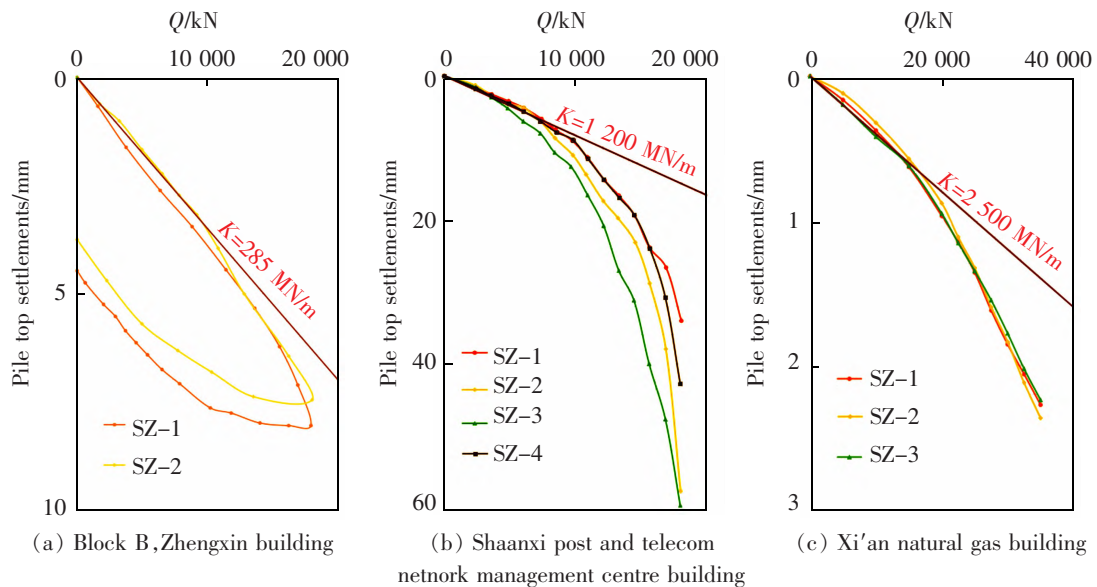 Q/kN
0 10 000 20 000
0
5
10
Pile top settlements/mm
K=285 MN/m
SZ-1
SZ-2
(a) Block B,Zhengxin building
Q/kN
0 10 000 20 000
0
20
40
60
Pile top settlements/mm
K=1 200 MN/m
SZ-1
SZ-2
SZ-3
SZ-4
(b) Shaanxi post and telecom
netnork management centre building
Q/kN
0 20 000 40 000
0
1
2
3
Pile top settlements/mm
K=2 500 MN/m
SZ-1
SZ-2
SZ-3
(c) Xi'an natural gas building